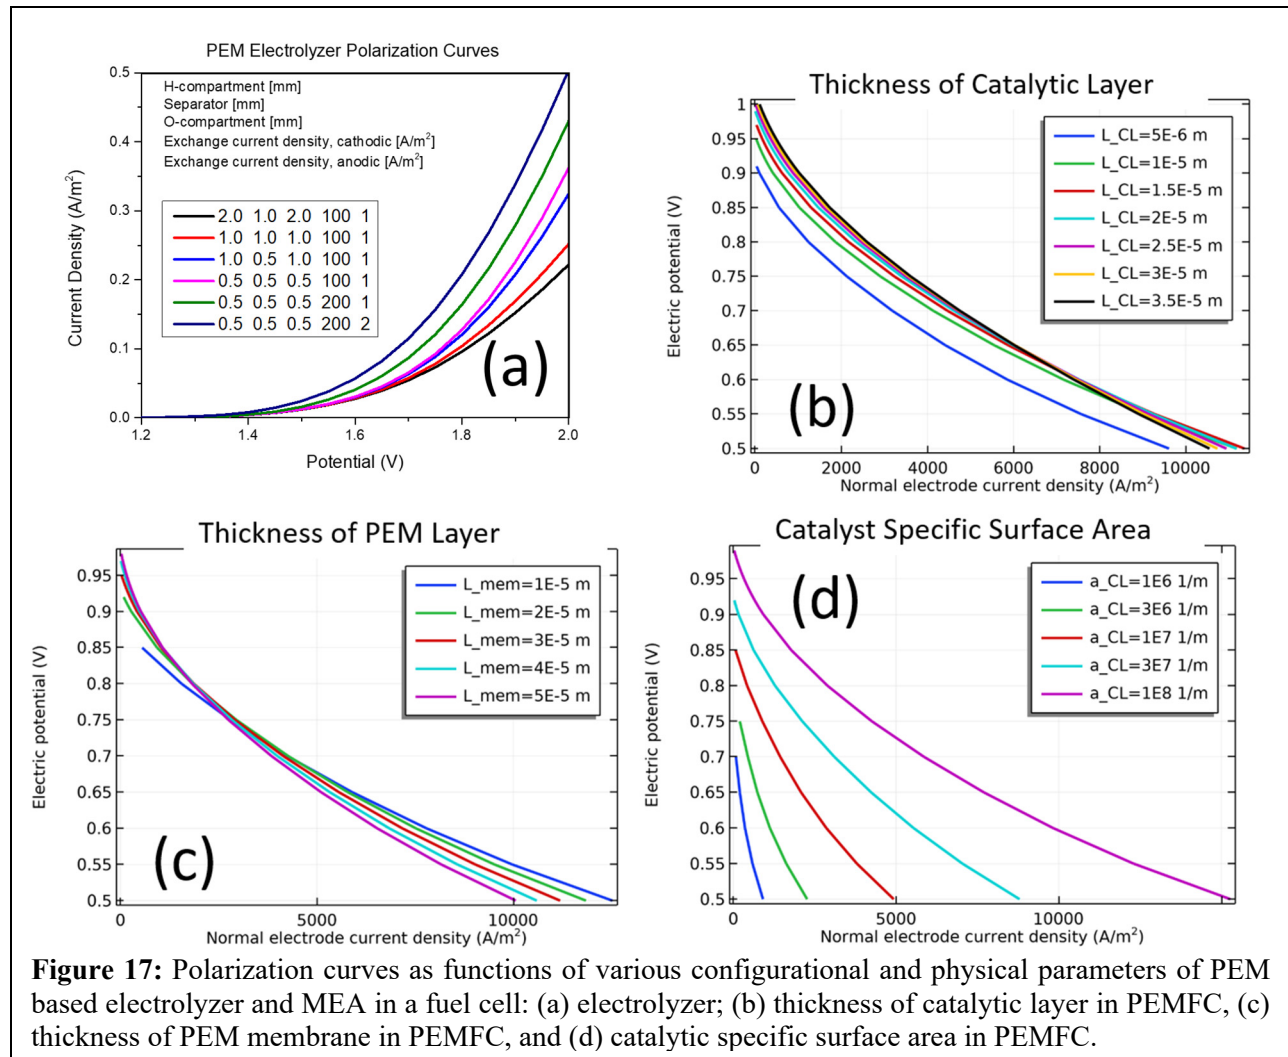 PEM Electrolyzer Polarization Curves
H-compartment [mm]
Separator [mm]
O-compartment [mm]
Exchange current density, cathodic [A/m²]
Exchange current density, anodic [A/m²]
2.0 1.0 2.0 100 1
1.0 1.0 1.0 100 1
1.0 0.5 1.0 100 1
0.5 0.5 0.5 100 1
0.5 0.5 0.5 200 1
0.5 0.5 0.5 200 2
0.5
0.4
0.3
0.2
0.1
0.0
Current Density (A/m²)
1.2 1.4 1.6 1.8 2.0
Potential (V)
(a)
Thickness of Catalytic Layer
L_CL=5E-6 m
L_CL=1E-5 m
L_CL=1.5E-5 m
L_CL=2E-5 m
L_CL=2.5E-5 m
L_CL=3E-5 m
L_CL=3.5E-5 m
1
0.95
0.9
0.85
0.8
0.75
0.7
0.65
0.6
0.55
0.5
Electric potential (V)
0 2000 4000 6000 8000 10000
Normal electrode current density (A/m²)
(b)
Thickness of PEM Layer
L_mem=1E-5 m
L_mem=2E-5 m
L_mem=3E-5 m
L_mem=4E-5 m
L_mem=5E-5 m
0.95
0.9
0.85
0.8
0.75
0.7
0.65
0.6
0.55
0.5
Electric potential (V)
0 5000 10000
Normal electrode current density (A/m²)
(c)
Catalyst Specific Surface Area
a_CL=1E6 1/m
a_CL=3E6 1/m
a_CL=1E7 1/m
a_CL=3E7 1/m
a_CL=1E8 1/m
0.95
0.9
0.85
0.8
0.75
0.7
0.65
0.6
0.55
0.5
Electric potential (V)
0 5000 10000
Normal electrode current density (A/m²)
(d)
Figure 17: Polarization curves as functions of various configurational and physical parameters of PEM
based electrolyzer and MEA in a fuel cell: (a) electrolyzer; (b) thickness of catalytic layer in PEMFC, (c)
thickness of PEM membrane in PEMFC, and (d) catalytic specific surface area in PEMFC.